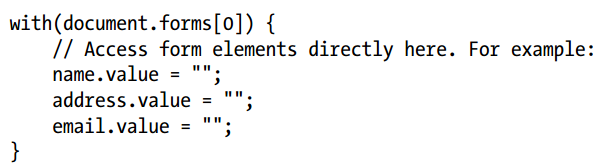 with(document.forms[0]) {
    // Access form elements directly here. For example:
    name.value = "";
    address.value = "";
    email.value = "";
}